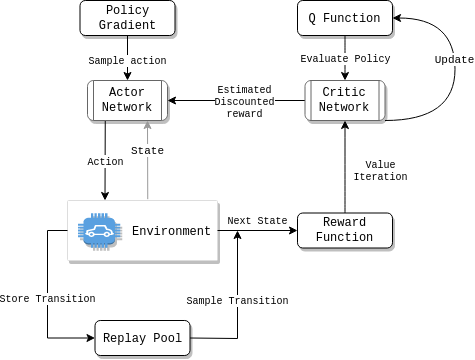 Policy
Gradient
Q Function
Sample action
Evaluate Policy
Update
Actor
Network
Estimated
Discounted
reward
Critic
Network
Action
State
Value
Iteration
Environment
Next State
Reward
Function
Store Transition
Sample Transition
Replay Pool